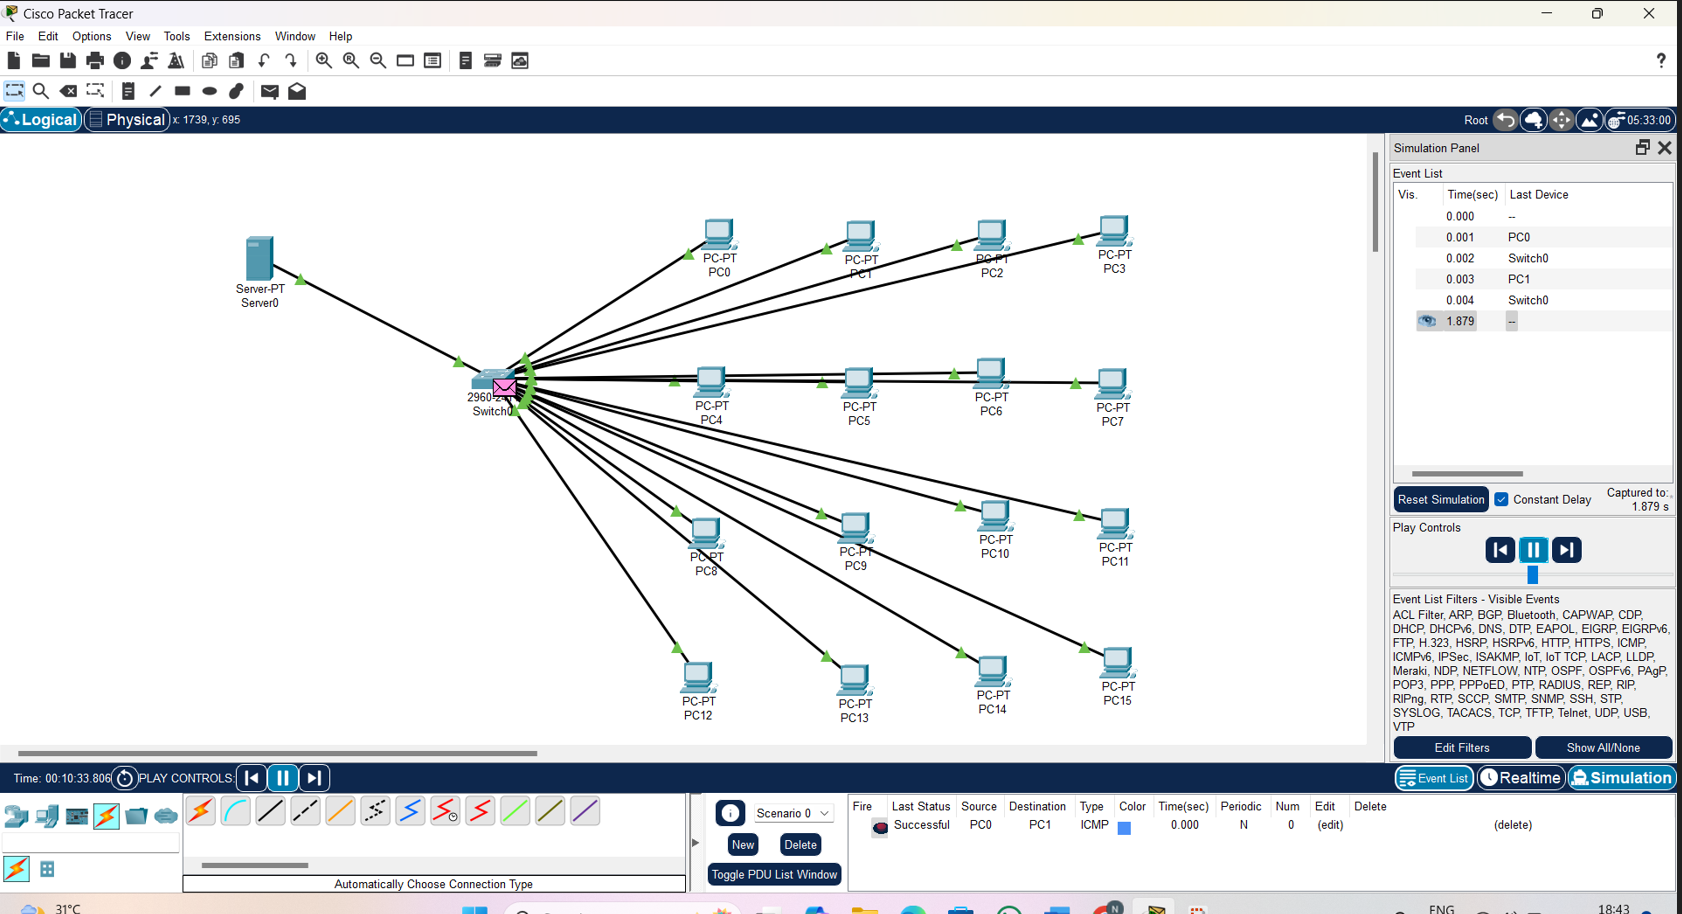 Cisco Packet Tracer
File Edit Options View Tools Extensions Window Help
?
Logical Physical x: 1739, y: 695 Root 05:33:00
Simulation Panel
Event List
Vis. Time(sec) Last Device
0.000 --
0.001 PC0
0.002 Switch0
0.003 PC1
0.004 Switch0
1.879 --
Server-PT
Server0
PC-PT
PC0
PC-PT
PC1
PC-PT
PC2
PC-PT
PC3
Switch0
PC-PT
PC4
PC-PT
PC5
PC-PT
PC6
PC-PT
PC7
PC-PT
PC8
PC-PT
PC9
PC-PT
PC10
PC-PT
PC11
PC-PT
PC12
PC-PT
PC13
PC-PT
PC14
PC-PT
PC15
Reset Simulation Constant Delay Captured to:
1.879 s
Play Controls
Event List Filters - Visible Events
ACL Filter, ARP, BGP, Bluetooth, CAPWAP, CDP,
DHCP, DHCPv6, DNS, DTP, EAPOL, EIGRP, EIGRPv6,
FTP, H.323, HSRP, HSRPv6, HTTP, HTTPS, ICMP,
ICMPv6, IPSec, ISAKMP, IoT, IoT TCP, LACP, LLDP,
Meraki, NDP, NETFLOW, NTP, OSPF, OSPFv6, PAgP,
POP3, PPP, PPPoED, PTP, RADIUS, REP, RIP,
RIPng, RTP, SCCP, SMTP, SNMP, SSH, STP,
SYSLOG, TACACS, TCP, TFTP, Telnet, UDP, USB,
VTP
Edit Filters Show All/None
Time: 00:10:33.806 PLAY CONTROLS: Event List Realtime Simulation
Scenario 0
New Delete
Toggle PDU List Window
Fire Last Status Source Destination Type Color Time(sec) Periodic Num Edit Delete
Successful PC0 PC1 ICMP 0.000 N 0 (edit) (delete)
Automatically Choose Connection Type
31°C
N
ENG
18:43